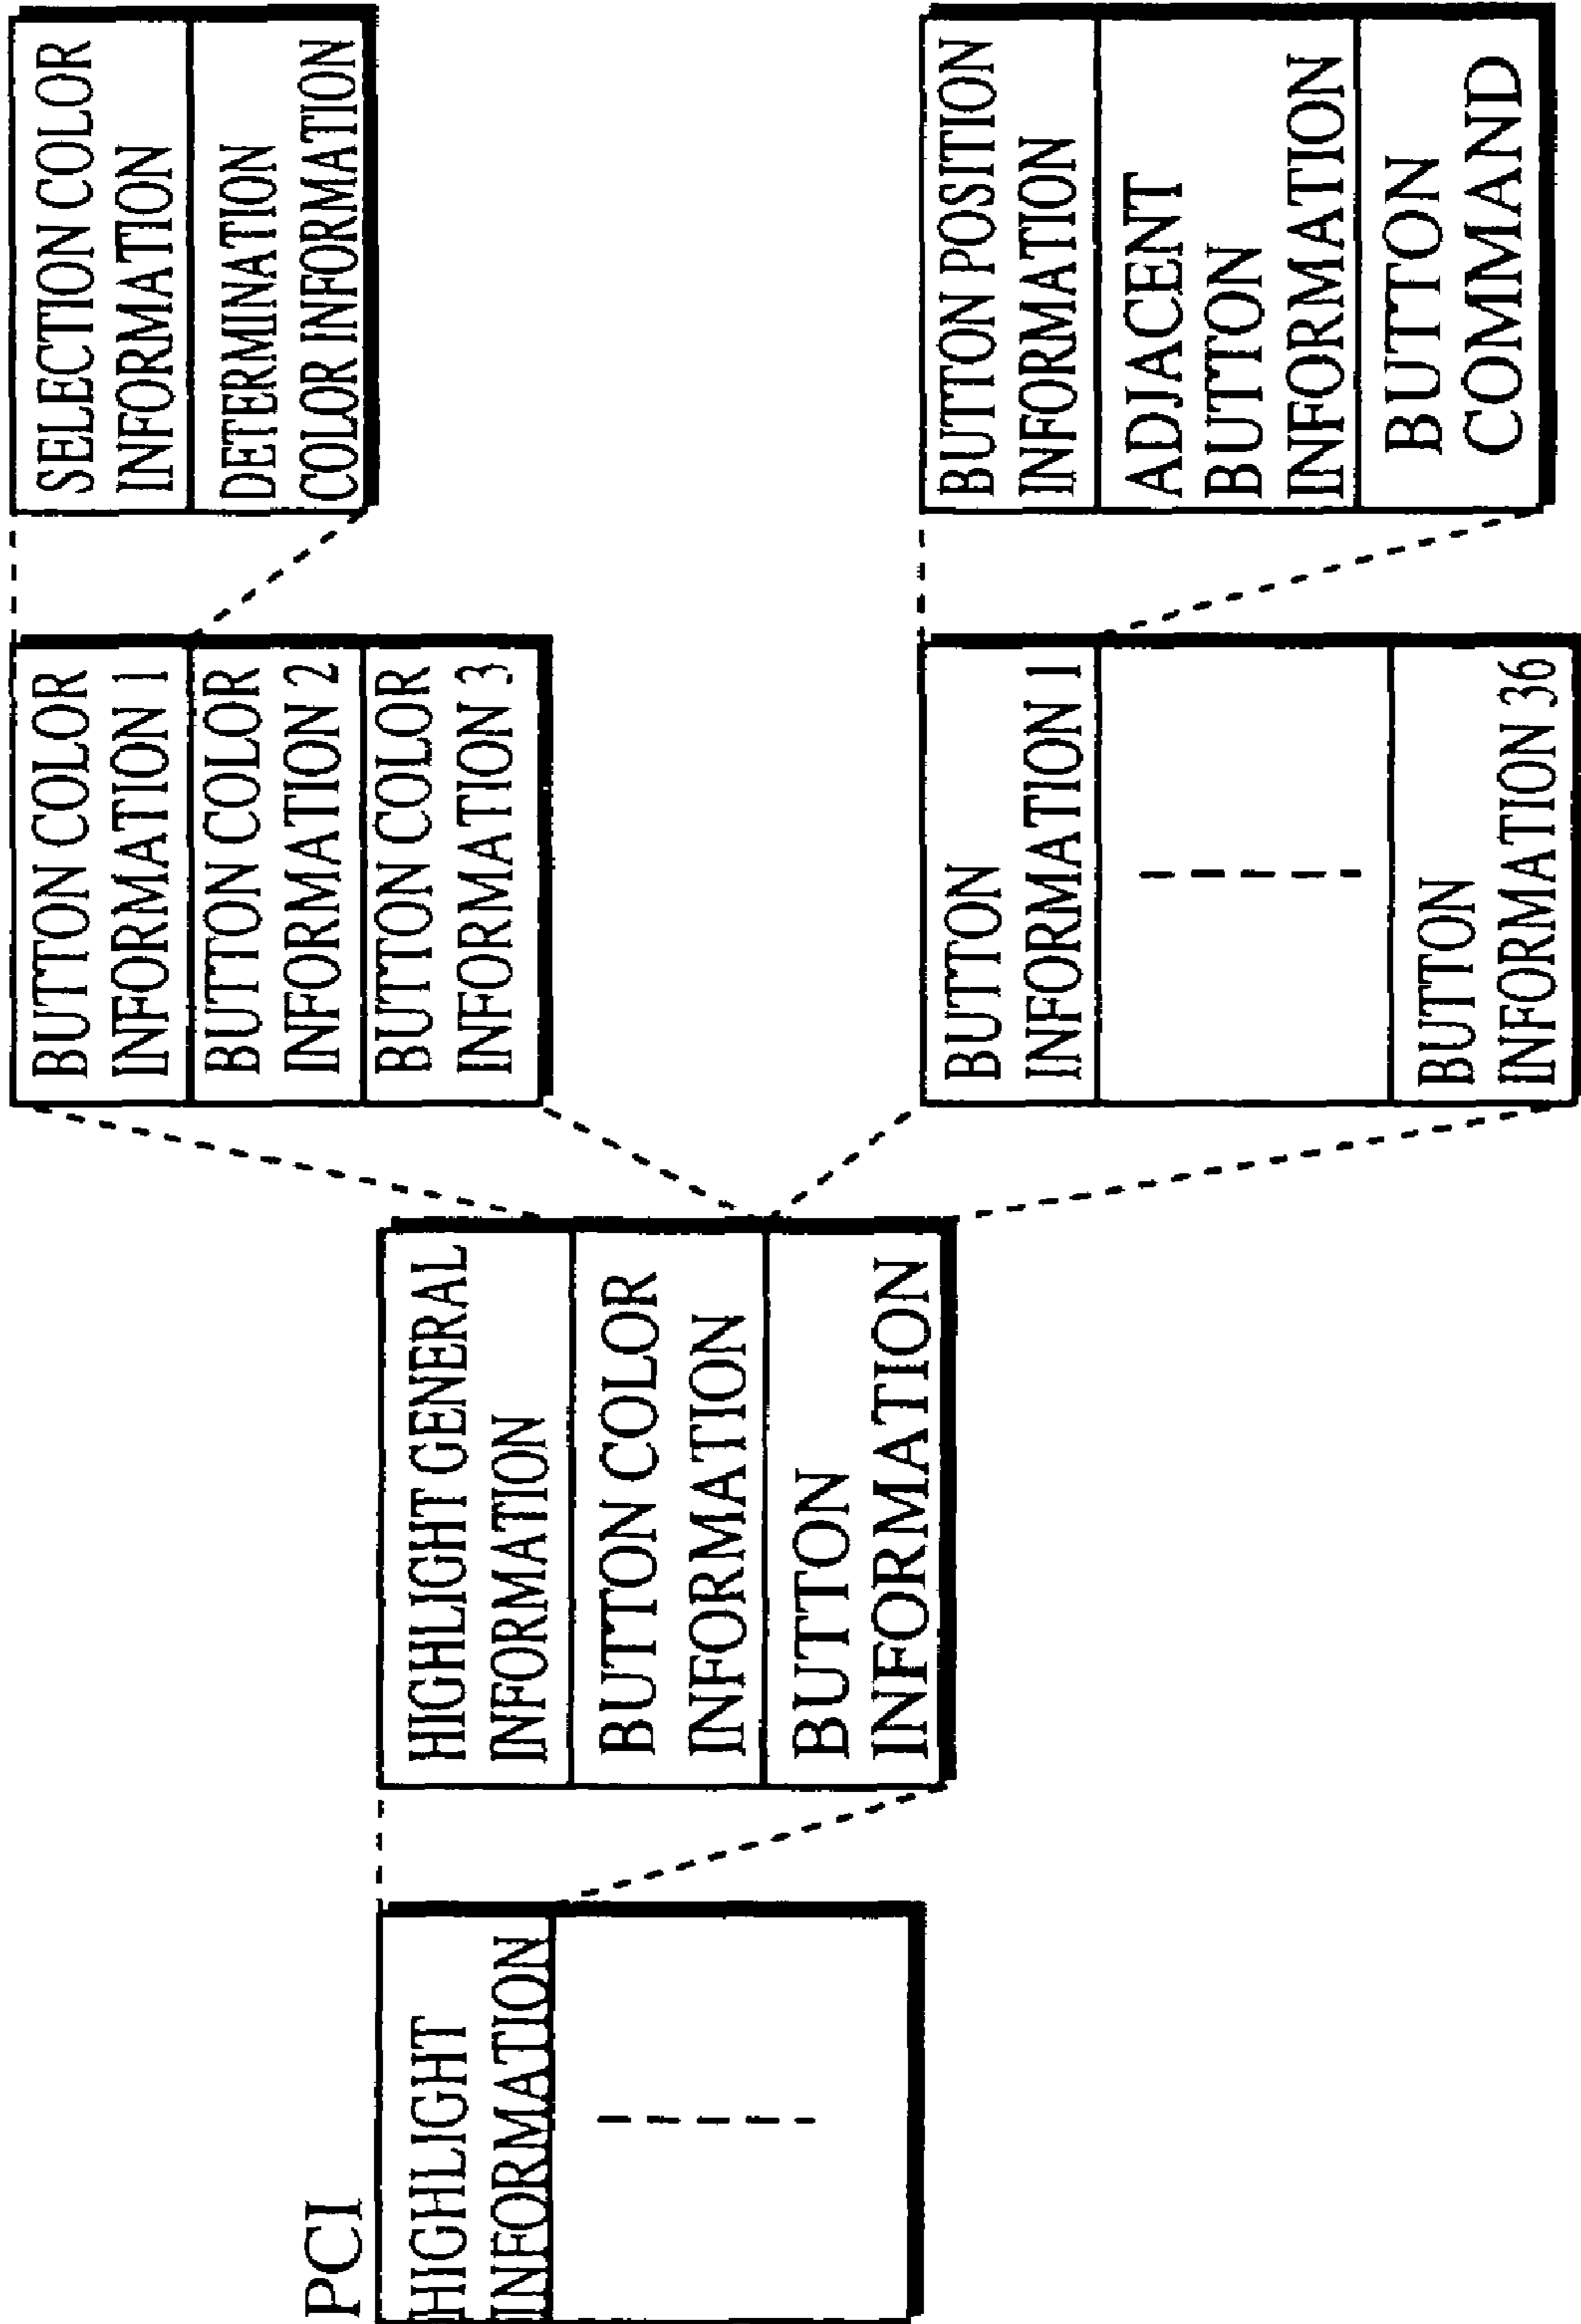 PCI
HIGHLIGHT
INFORMATION
HIGHLIGHT GENERAL
INFORMATION
BUTTON COLOR
INFORMATION
BUTTON
INFORMATION
BUTTON COLOR
INFORMATION 1
BUTTON COLOR
INFORMATION 2
BUTTON COLOR
INFORMATION 3
SELECTION COLOR
INFORMATION
DETERMINATION
COLOR INFORMATION
BUTTON
INFORMATION 1
BUTTON
INFORMATION 36
BUTTON POSITION
INFORMATION
ADJACENT
BUTTON
INFORMATION
BUTTON
COMMAND